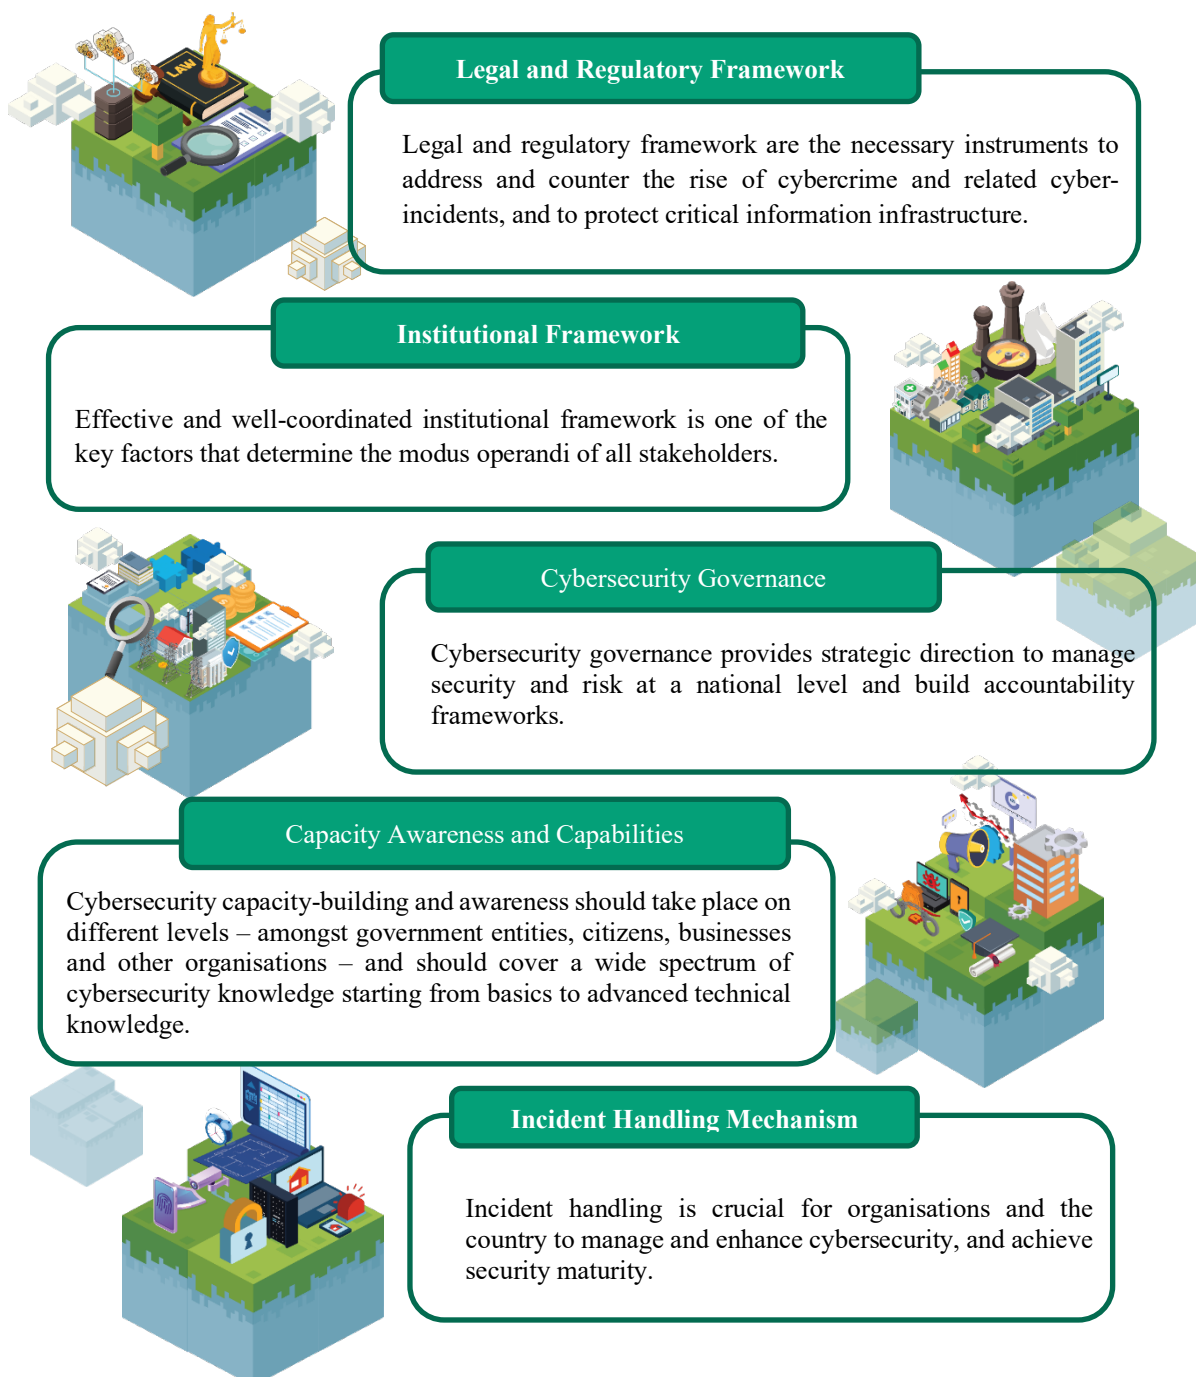 LAW
Legal and Regulatory Framework
Legal and regulatory framework are the necessary instruments to
address and counter the rise of cybercrime and related cyber-
incidents, and to protect critical information infrastructure.
Institutional Framework
Effective and well-coordinated institutional framework is one of the
key factors that determine the modus operandi of all stakeholders.
Cybersecurity Governance
Cybersecurity governance provides strategic direction to manage
security and risk at a national level and build accountability
frameworks.
Capacity Awareness and Capabilities
Cybersecurity capacity-building and awareness should take place on
different levels – amongst government entities, citizens, businesses
and other organisations – and should cover a wide spectrum of
cybersecurity knowledge starting from basics to advanced technical
knowledge.
Incident Handling Mechanism
Incident handling is crucial for organisations and the
country to manage and enhance cybersecurity, and achieve
security maturity.